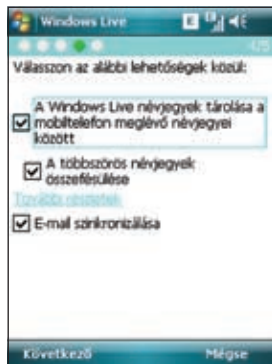 Windows Live
E
4/5
Válasszon az alábbi lehetőségek közül:
A Windows Live névjegyek tárolása a
mobiltelefon meglévő névjegyei
között
A többszörös névjegyek
összefésülése
További részletek
E-mail szinkronizálása
Következő
Mégse